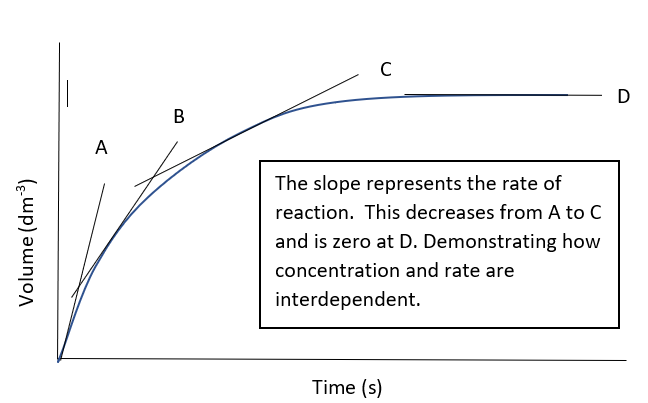 C
D
B
A
The slope represents the rate of
reaction.  This decreases from A to C
and is zero at D. Demonstrating how
concentration and rate are
interdependent.
Volume (dm⁻³)
Time (s)